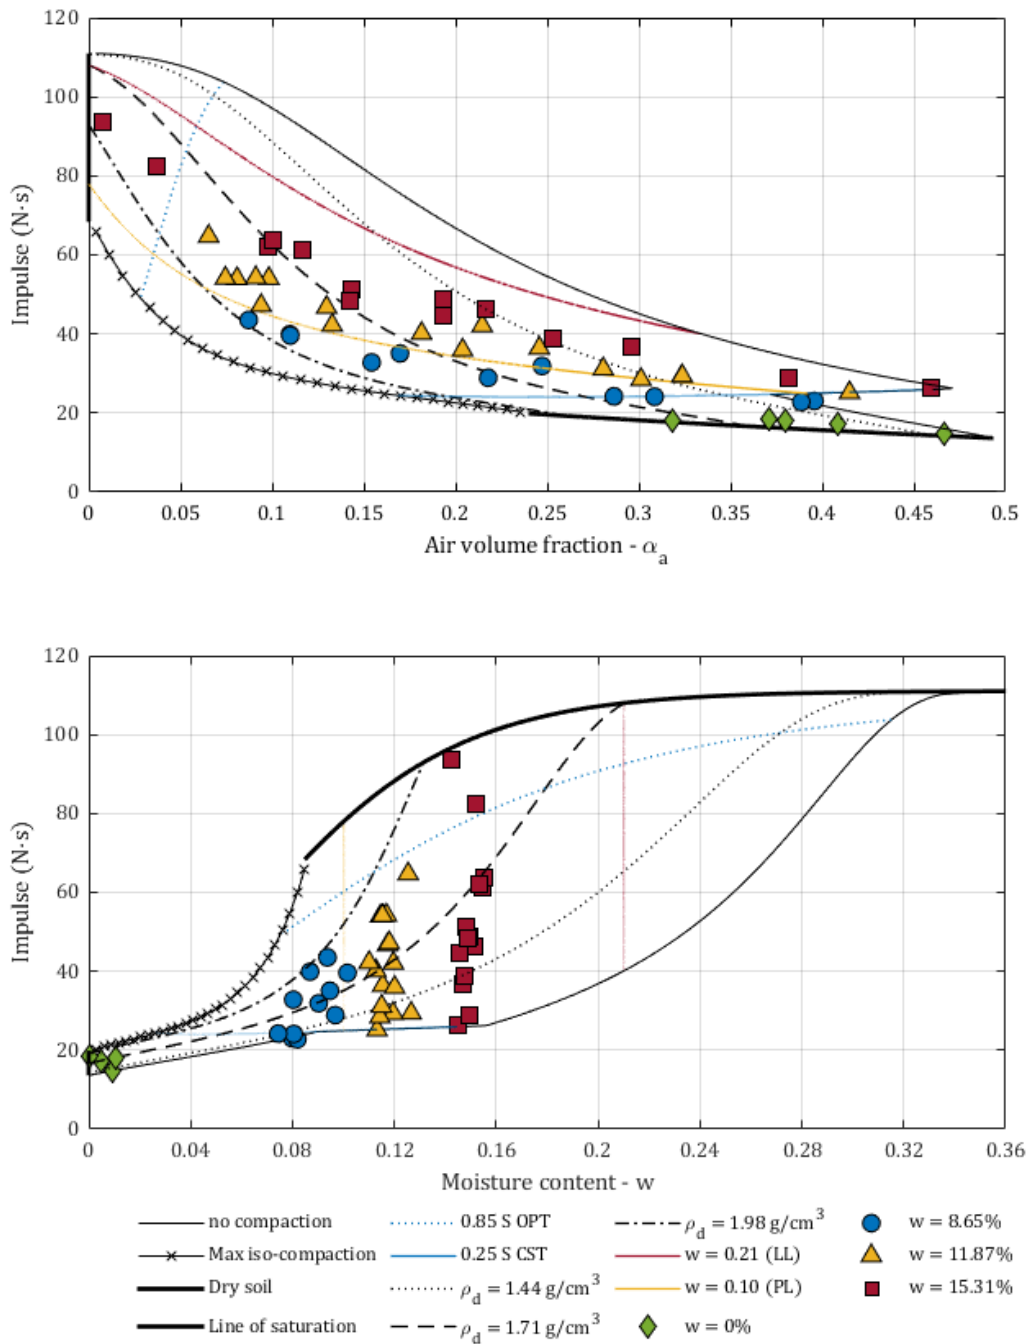 120
100
80
60
40
20
0
Impulse (N·s)
0 0.05 0.1 0.15 0.2 0.25 0.3 0.35 0.4 0.45 0.5
Air volume fraction - αa
120
100
80
60
40
20
0
Impulse (N·s)
0 0.04 0.08 0.12 0.16 0.2 0.24 0.28 0.32 0.36
Moisture content - w
no compaction 0.85 S OPT ρd = 1.98 g/cm³ w = 8.65%
Max iso-compaction 0.25 S CST w = 0.21 (LL) w = 11.87%
Dry soil ρd = 1.44 g/cm³ w = 0.10 (PL) w = 15.31%
Line of saturation ρd = 1.71 g/cm³ w = 0%